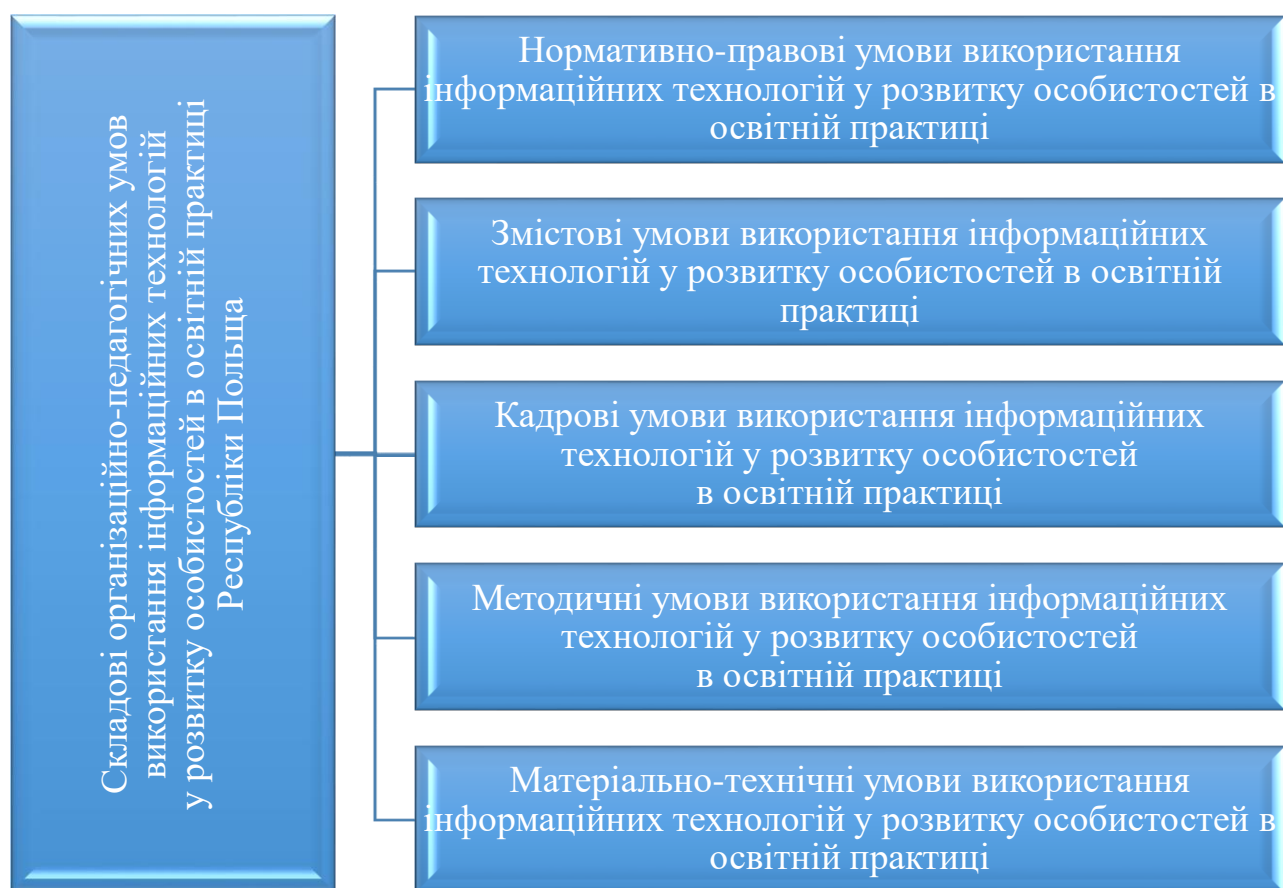 Складові організаційно-педагогічних умов
використання інформаційних технологій
у розвитку особистостей в освітній практиці
Республіки Польща
Нормативно-правові умови використання
інформаційних технологій у розвитку особистостей в
освітній практиці
Змістові умови використання інформаційних
технологій у розвитку особистостей в освітній
практиці
Кадрові умови використання інформаційних
технологій у розвитку особистостей
в освітній практиці
Методичні умови використання інформаційних
технологій у розвитку особистостей
в освітній практиці
Матеріально-технічні умови використання
інформаційних технологій у розвитку особистостей в
освітній практиці